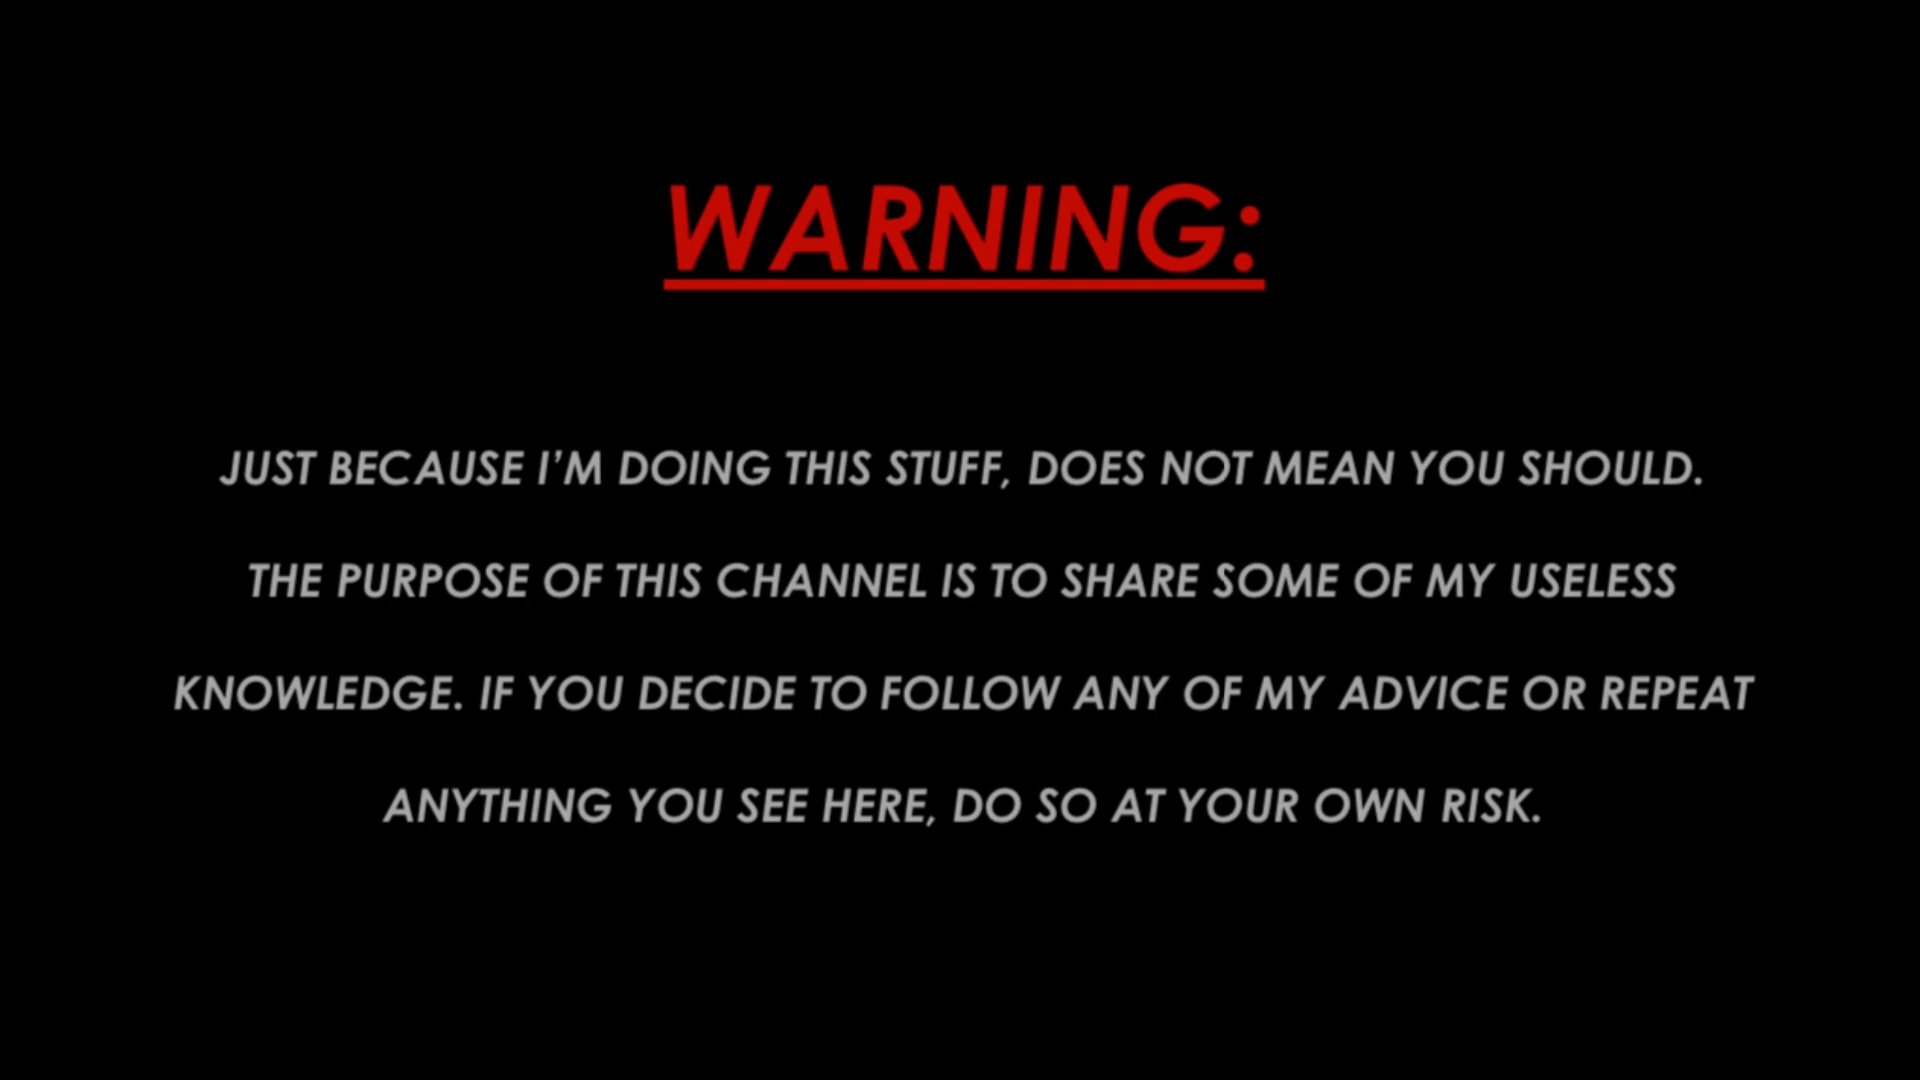 WARNING:
JUST BECAUSE I’M DOING THIS STUFF, DOES NOT MEAN YOU SHOULD.
THE PURPOSE OF THIS CHANNEL IS TO SHARE SOME OF MY USELESS
KNOWLEDGE. IF YOU DECIDE TO FOLLOW ANY OF MY ADVICE OR REPEAT
ANYTHING YOU SEE HERE, DO SO AT YOUR OWN RISK.